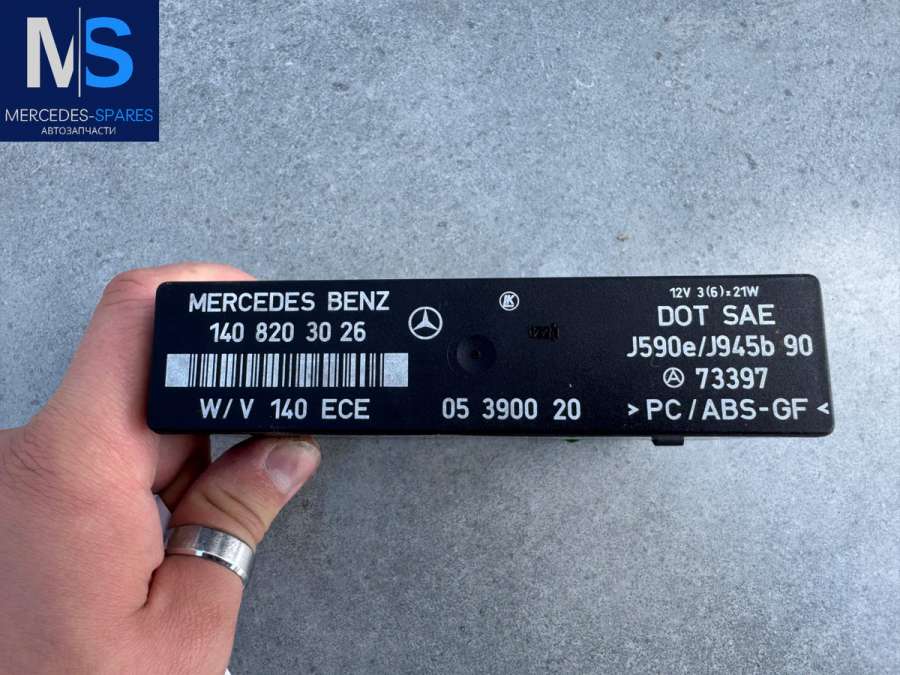 MS
MERCEDES-SPARES
АВТОЗАПЧАСТИ
MERCEDES BENZ
140 820 30 26
W/V 140 ECE
05 3900 20
12V 3(6)x21W
DOT SAE
J590e/J945b 90
73397
>PC/ABS-GF<